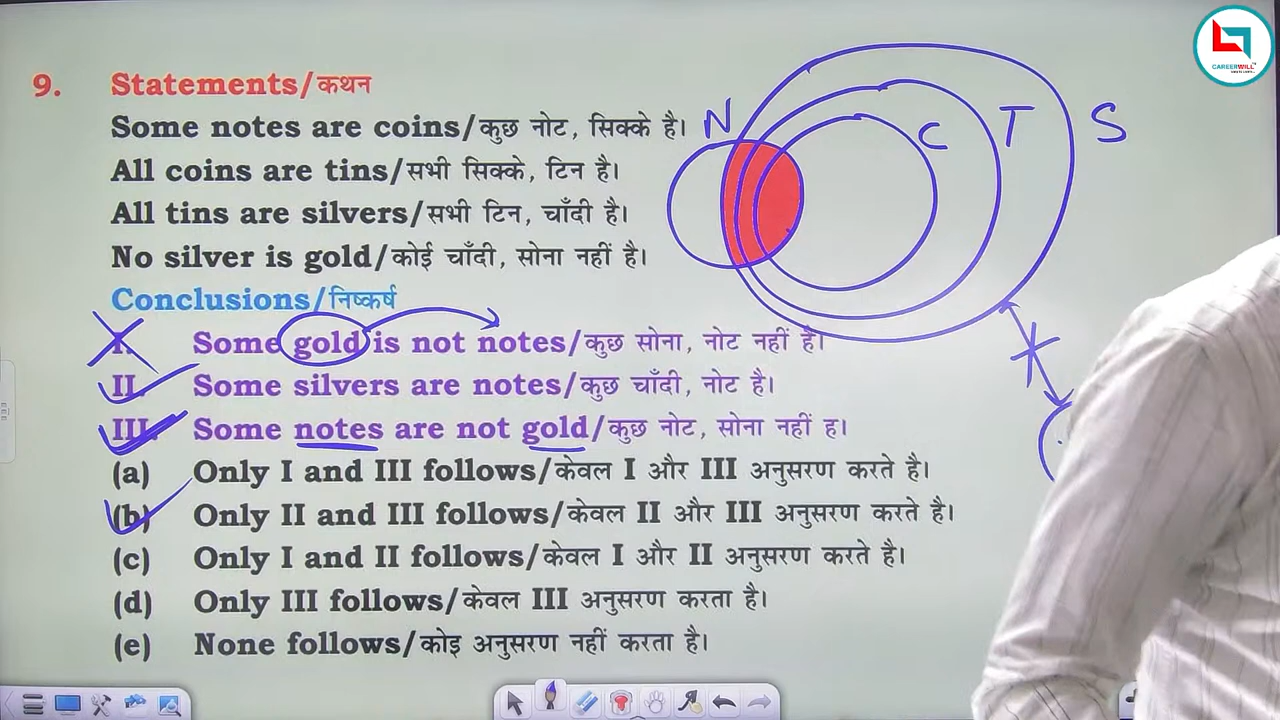 CAREERWILL
9. Statements/कथन
Some notes are coins/कुछ नोट, सिक्के है।
All coins are tins/सभी सिक्के, टिन है।
All tins are silvers/सभी टिन, चाँदी है।
No silver is gold/कोई चाँदी, सोना नहीं है।
N C T S
Conclusions/निष्कर्ष
I. Some gold is not notes/कुछ सोना, नोट नहीं है।
II. Some silvers are notes/कुछ चाँदी, नोट है।
III. Some notes are not gold/कुछ नोट, सोना नहीं ह।
(a) Only I and III follows/केवल I और III अनुसरण करते है।
(b) Only II and III follows/केवल II और III अनुसरण करते है।
(c) Only I and II follows/केवल I और II अनुसरण करते है।
(d) Only III follows/केवल III अनुसरण करता है।
(e) None follows/कोइ अनुसरण नहीं करता है।